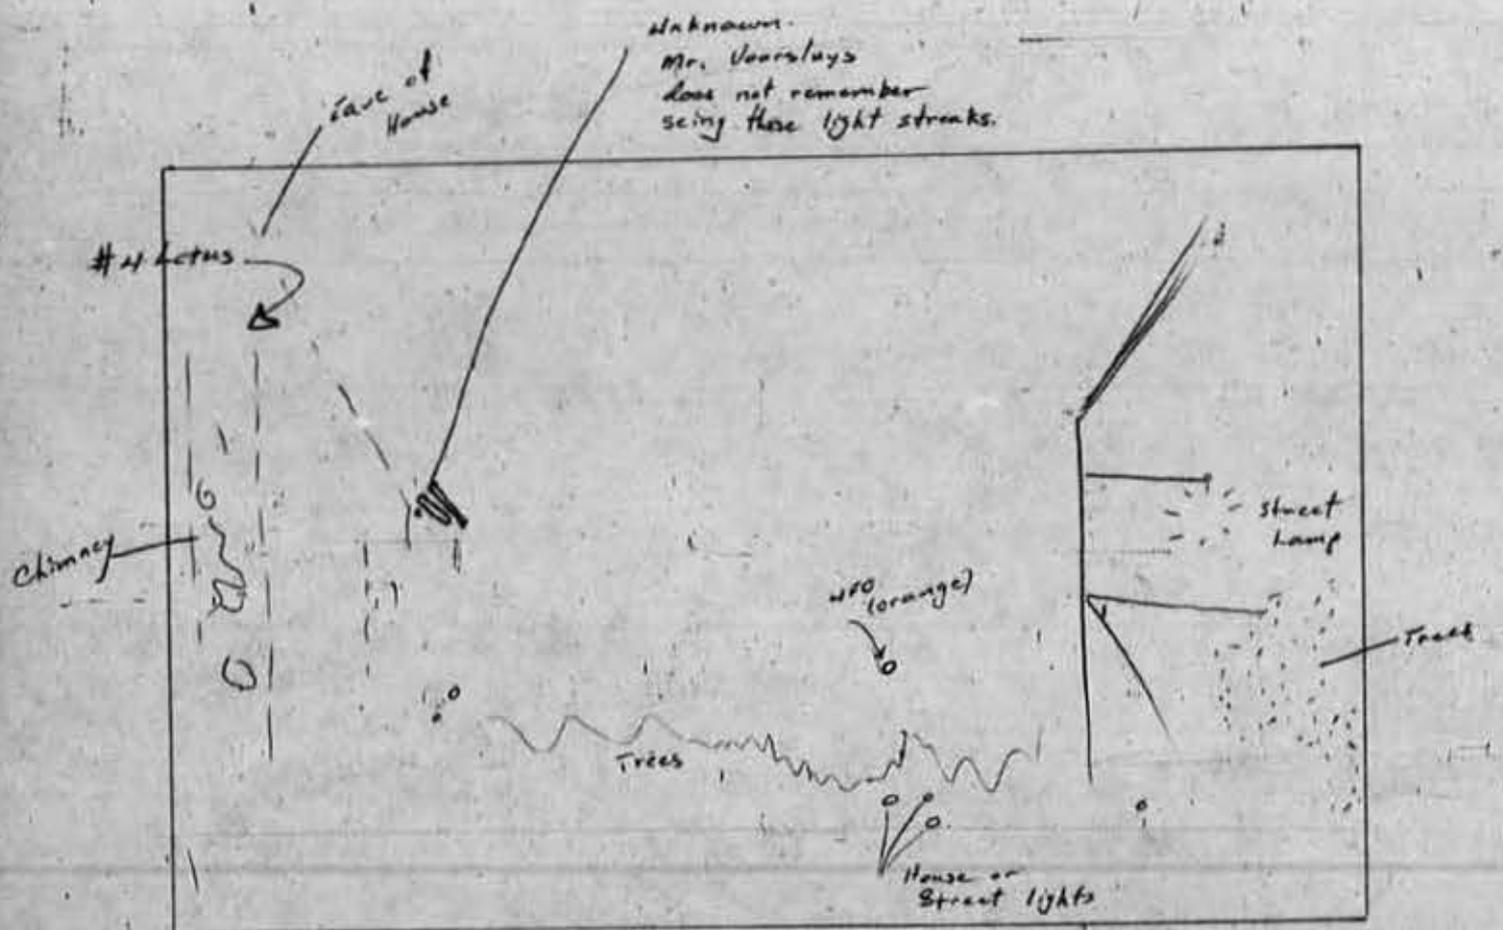 Unknown.
Mr. Voorsluys
does not remember
seing these light streaks.
Eave of
House
#4 Lotus
Chimney
Street
Lamp
UFO
(orange)
Trees
Trees
House or
Street lights